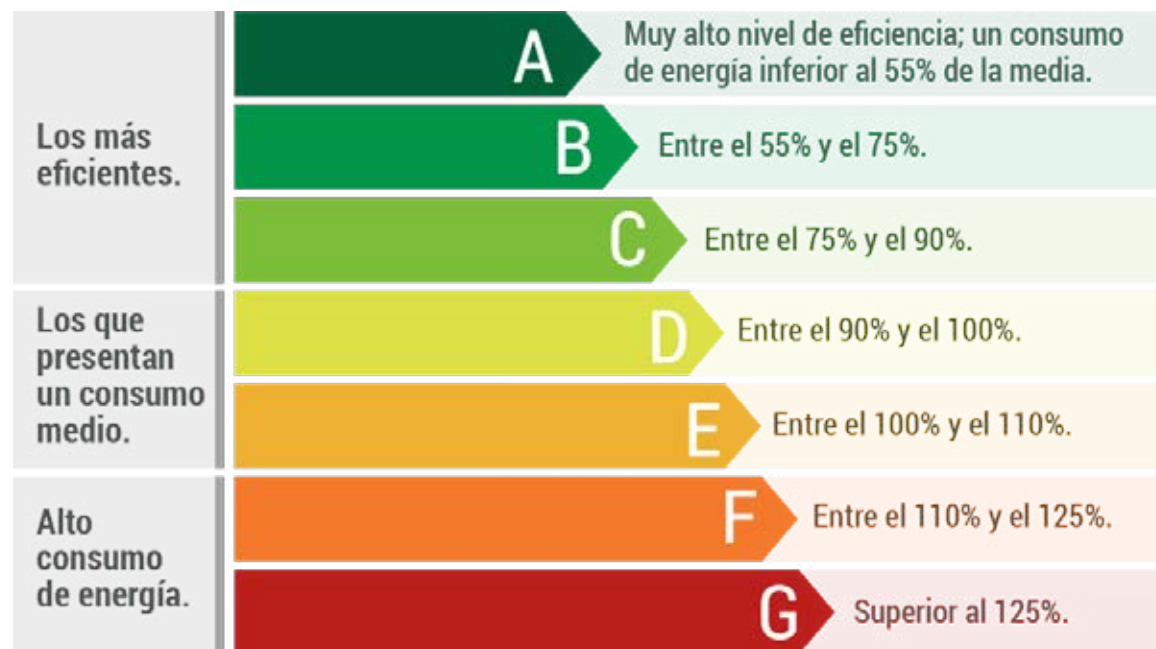 Los más
eficientes.
A
Muy alto nivel de eficiencia; un consumo
de energía inferior al 55% de la media.
B
Entre el 55% y el 75%.
C
Entre el 75% y el 90%.
Los que
presentan
un consumo
medio.
D
Entre el 90% y el 100%.
E
Entre el 100% y el 110%.
Alto
consumo
de energía.
F
Entre el 110% y el 125%.
G
Superior al 125%.